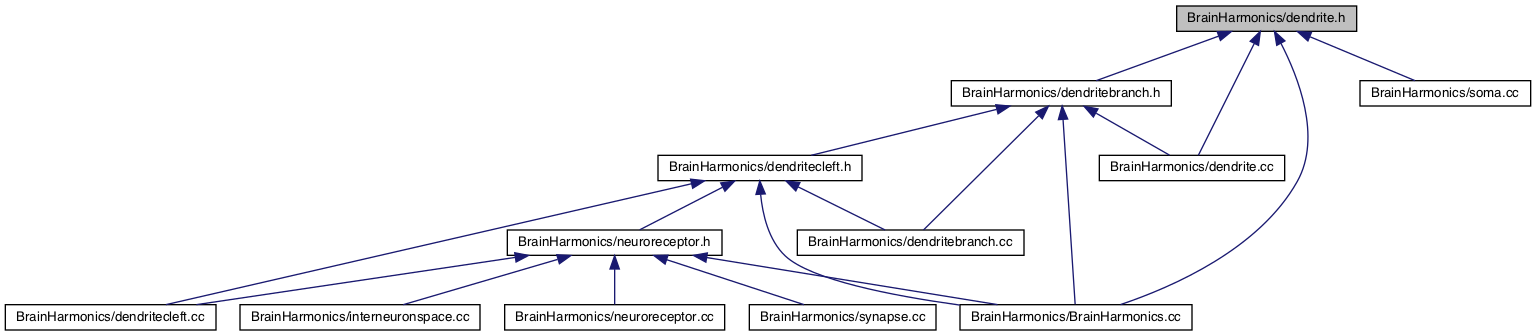 BrainHarmonics/dendrite.h
BrainHarmonics/dendritebranch.h
BrainHarmonics/soma.cc
BrainHarmonics/dendritecleft.h
BrainHarmonics/dendrite.cc
BrainHarmonics/neuroreceptor.h
BrainHarmonics/dendritebranch.cc
BrainHarmonics/dendritecleft.cc
BrainHarmonics/interneuronspace.cc
BrainHarmonics/neuroreceptor.cc
BrainHarmonics/synapse.cc
BrainHarmonics/BrainHarmonics.cc